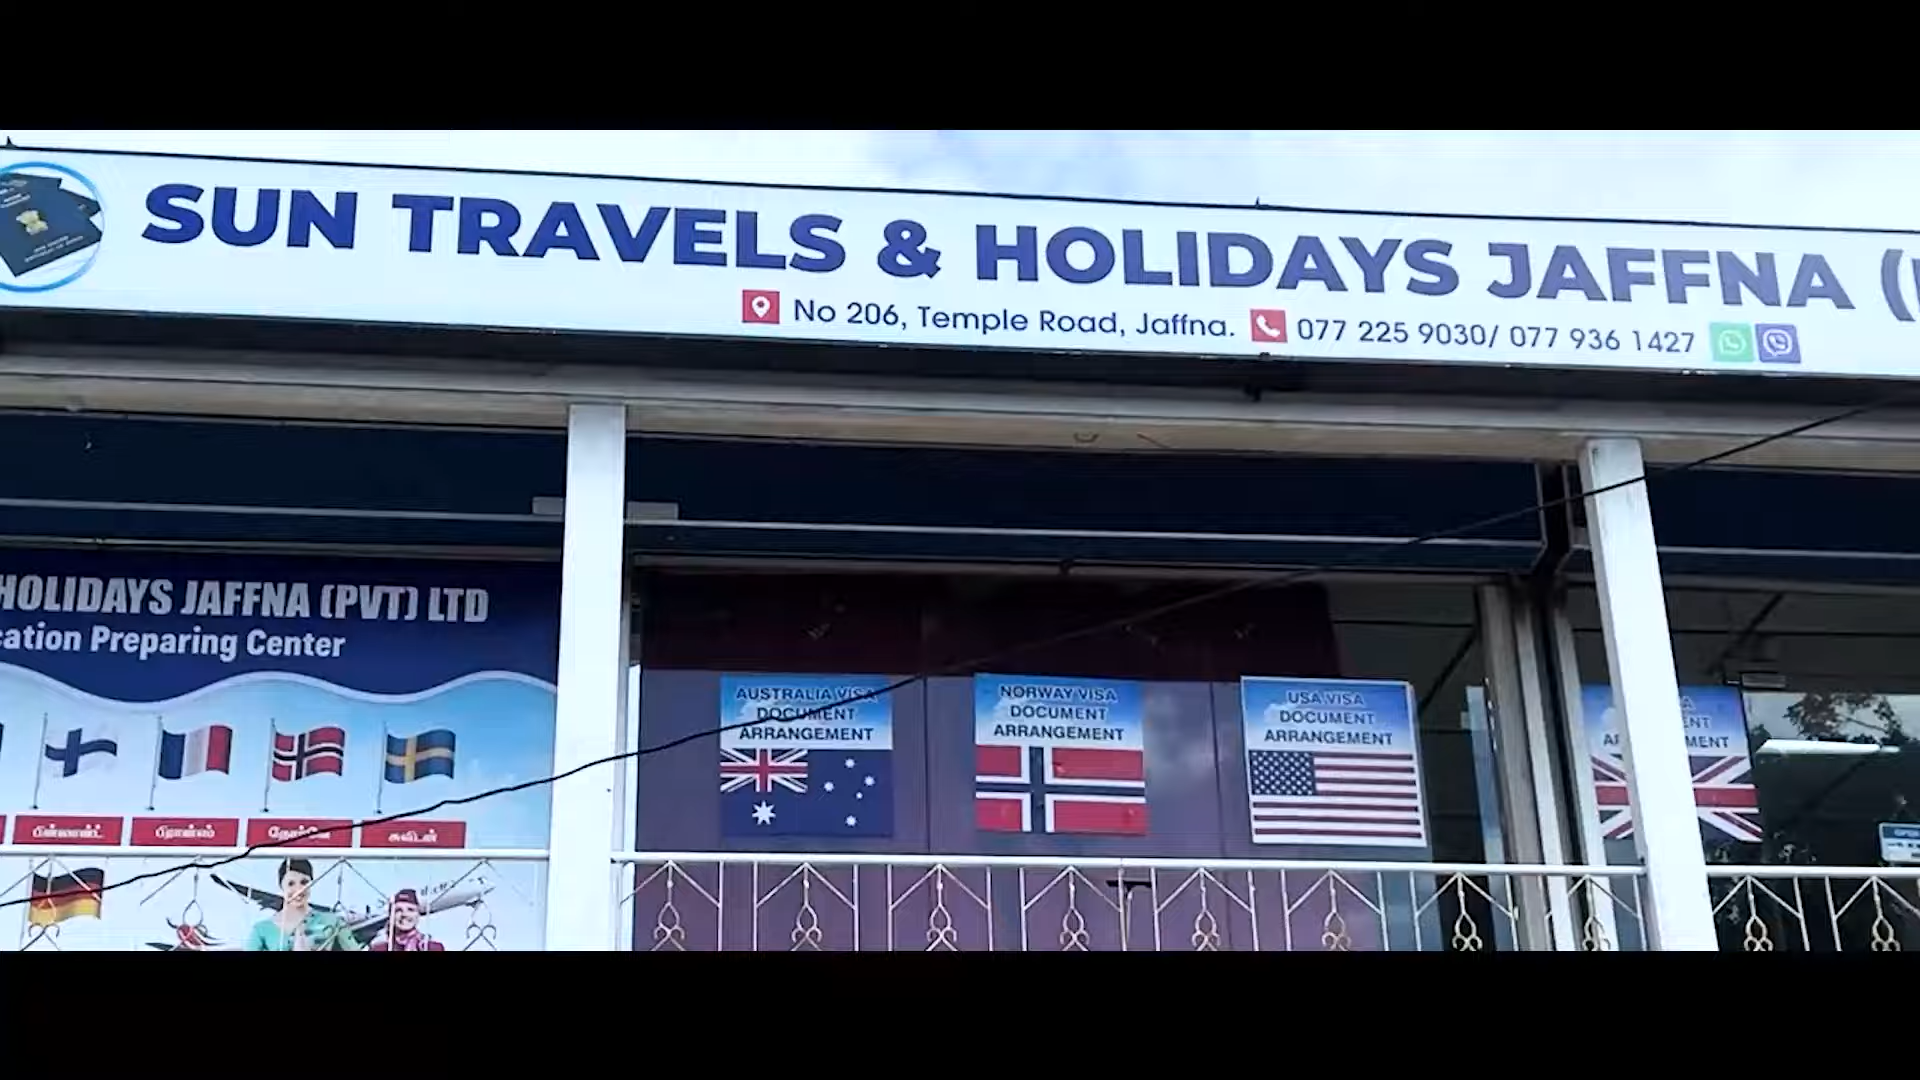 SUN TRAVELS & HOLIDAYS JAFFNA (
No 206, Temple Road, Jaffna. 077 225 9030/ 077 936 1427
HOLIDAYS JAFFNA (PVT) LTD
cation Preparing Center
பின்லாண்ட் பிரான்ஸ் நோர்வே சுவிடன்
AUSTRALIA VISA
DOCUMENT
ARRANGEMENT
NORWAY VISA
DOCUMENT
ARRANGEMENT
USA VISA
DOCUMENT
ARRANGEMENT